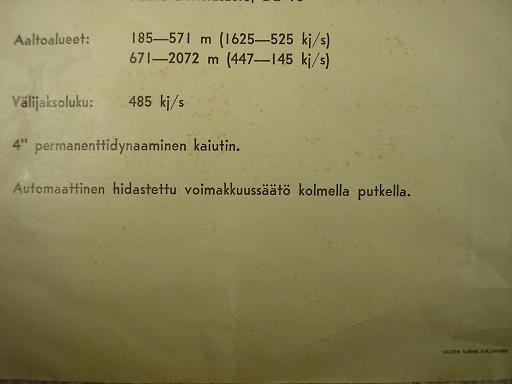 Aaltoalueet: 185—571 m (1625—525 kj/s)
671—2072 m (447—145 kj/s)
Välijaksoluku: 485 kj/s
4" permanenttidynaaminen kaiutin.
Automaattinen hidastettu voimakkuussäätö kolmella putkella.